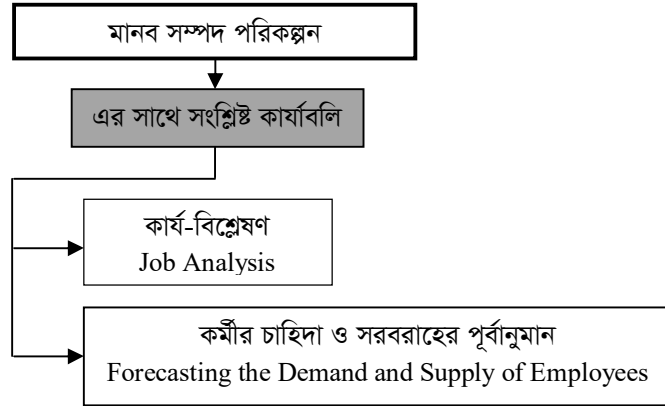 মানব সম্পদ পরিকল্পন
এর সাথে সংশ্লিষ্ট কার্যাবলি
কার্য-বিশ্লেষণ
Job Analysis
কর্মীর চাহিদা ও সরবরাহের পূর্বানুমান
Forecasting the Demand and Supply of Employees